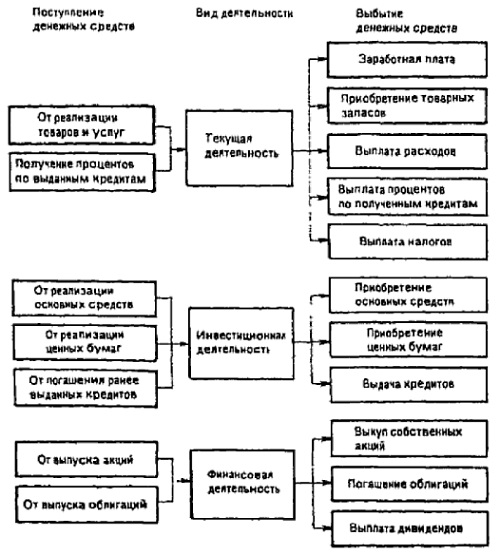 Поступление
денежных средств
Вид деятельности
Выбытие
денежных средств
От реализации
товаров и услуг
Получение процентов
по выданным кредитам
Текущая
деятельность
Заработная плата
Приобретение товарных
запасов
Выплата расходов
Выплата процентов
по полученным кредитам
Выплата налогов
От реализации
основных средств
От реализации
ценных бумаг
От погашения ранее
выданных кредитов
Инвестиционная
деятельность
Приобретение
основных средств
Приобретение
ценных бумаг
Выдача кредитов
От выпуска акций
От выпуска облигаций
Финансовая
деятельность
Выкуп собственных
акций
Погашение облигаций
Выплата дивидендов